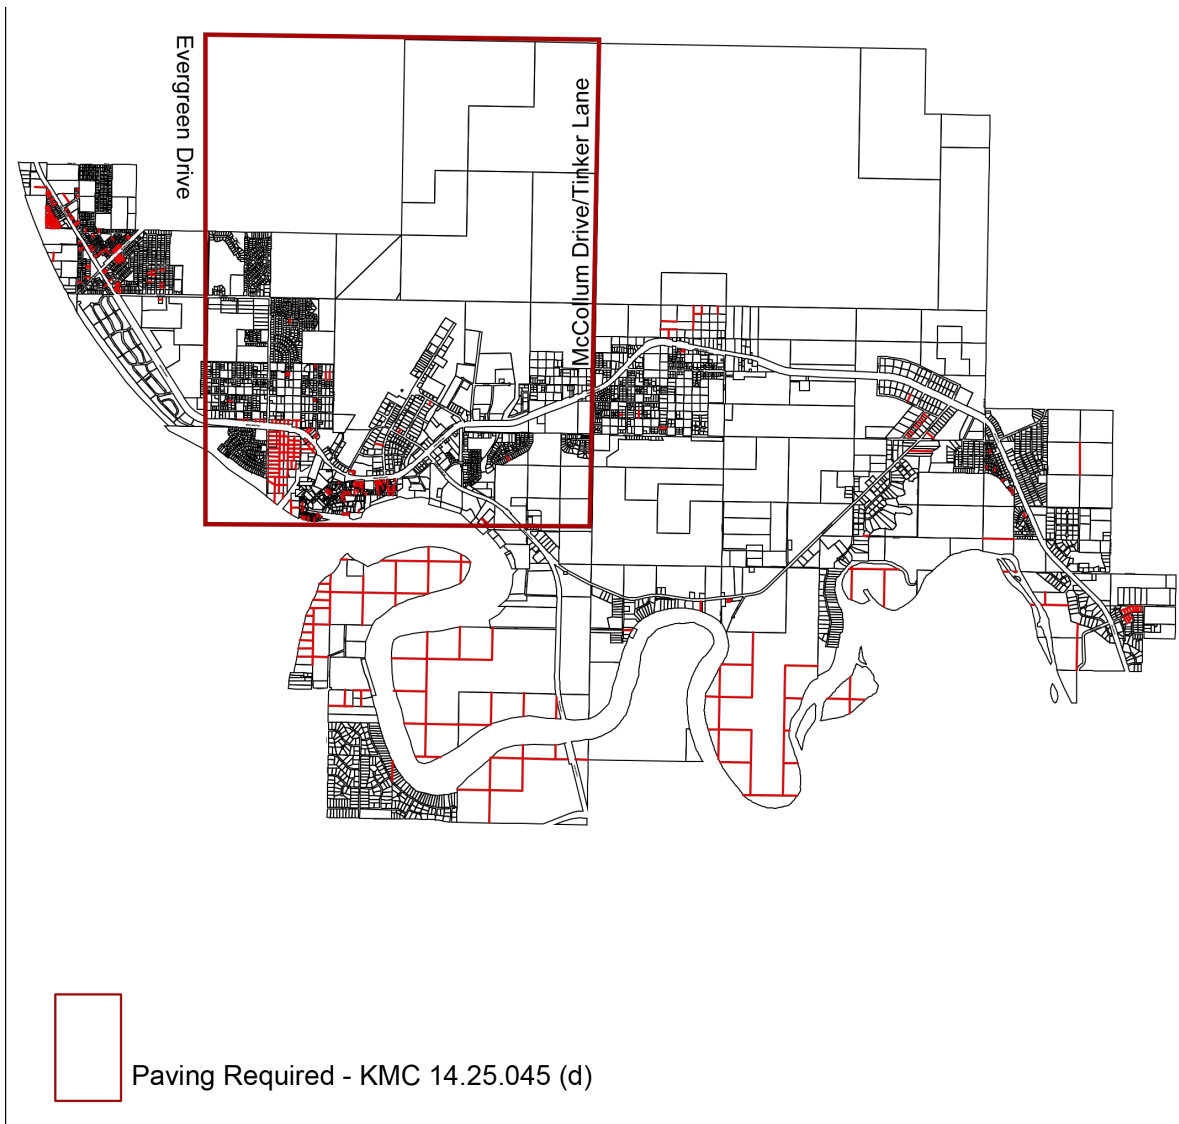 Evergreen Drive
McCollum Drive/Tinker Lane
Paving Required - KMC 14.25.045 (d)